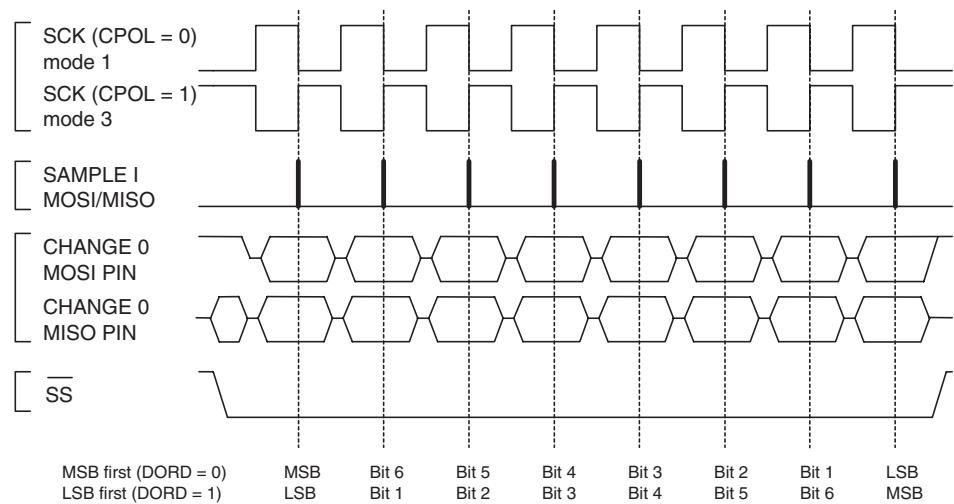 SCK (CPOL = 0)
mode 1
SCK (CPOL = 1)
mode 3
SAMPLE I
MOSI/MISO
CHANGE 0
MOSI PIN
CHANGE 0
MISO PIN
SS
MSB first (DORD = 0) MSB Bit 6 Bit 5 Bit 4 Bit 3 Bit 2 Bit 1 LSB
LSB first (DORD = 1) LSB Bit 1 Bit 2 Bit 3 Bit 4 Bit 5 Bit 6 MSB